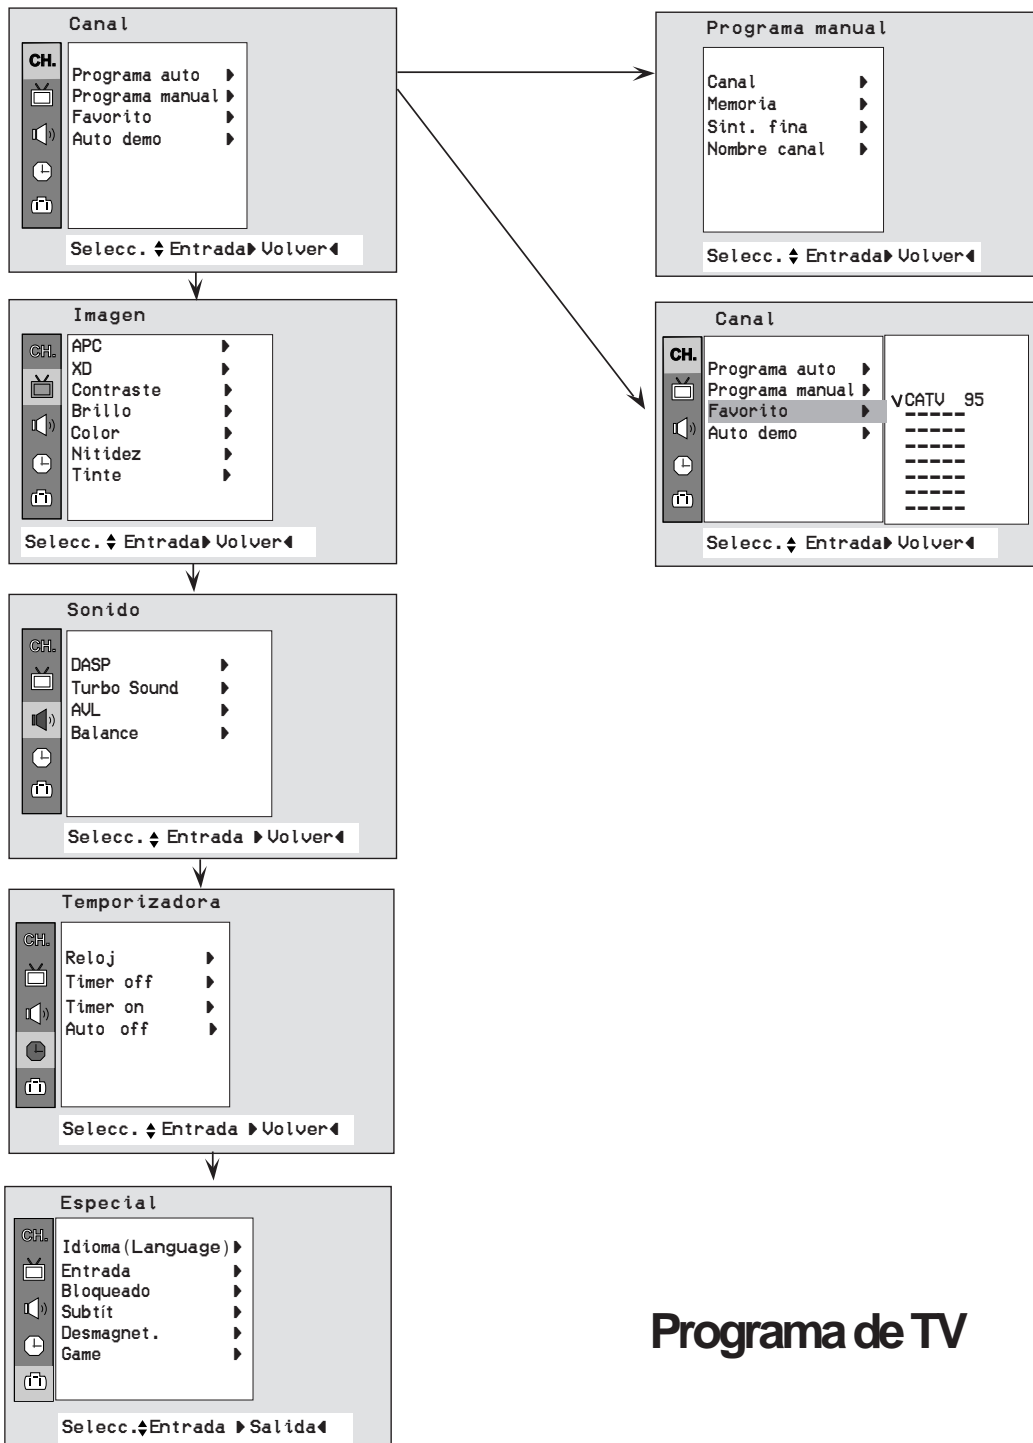 Canal
CH.
Programa auto
Programa manual
Favorito
Auto demo
Selecc. Entrada Volver
Programa manual
Canal
Memoria
Sint. fina
Nombre canal
Selecc. Entrada Volver
Imagen
CH.
APC
XD
Contraste
Brillo
Color
Nitidez
Tinte
Selecc. Entrada Volver
Canal
CH.
Programa auto
Programa manual
Favorito
Auto demo
VCATV 95
-----
-----
-----
-----
-----
-----
-----
Selecc. Entrada Volver
Sonido
CH.
DASP
Turbo Sound
AVL
Balance
Selecc. Entrada Volver
Temporizadora
CH.
Reloj
Timer off
Timer on
Auto off
Selecc. Entrada Volver
Especial
CH.
Idioma(Language)
Entrada
Bloqueado
Subtít
Desmagnet.
Game
Selecc. Entrada Salida
Programa de TV